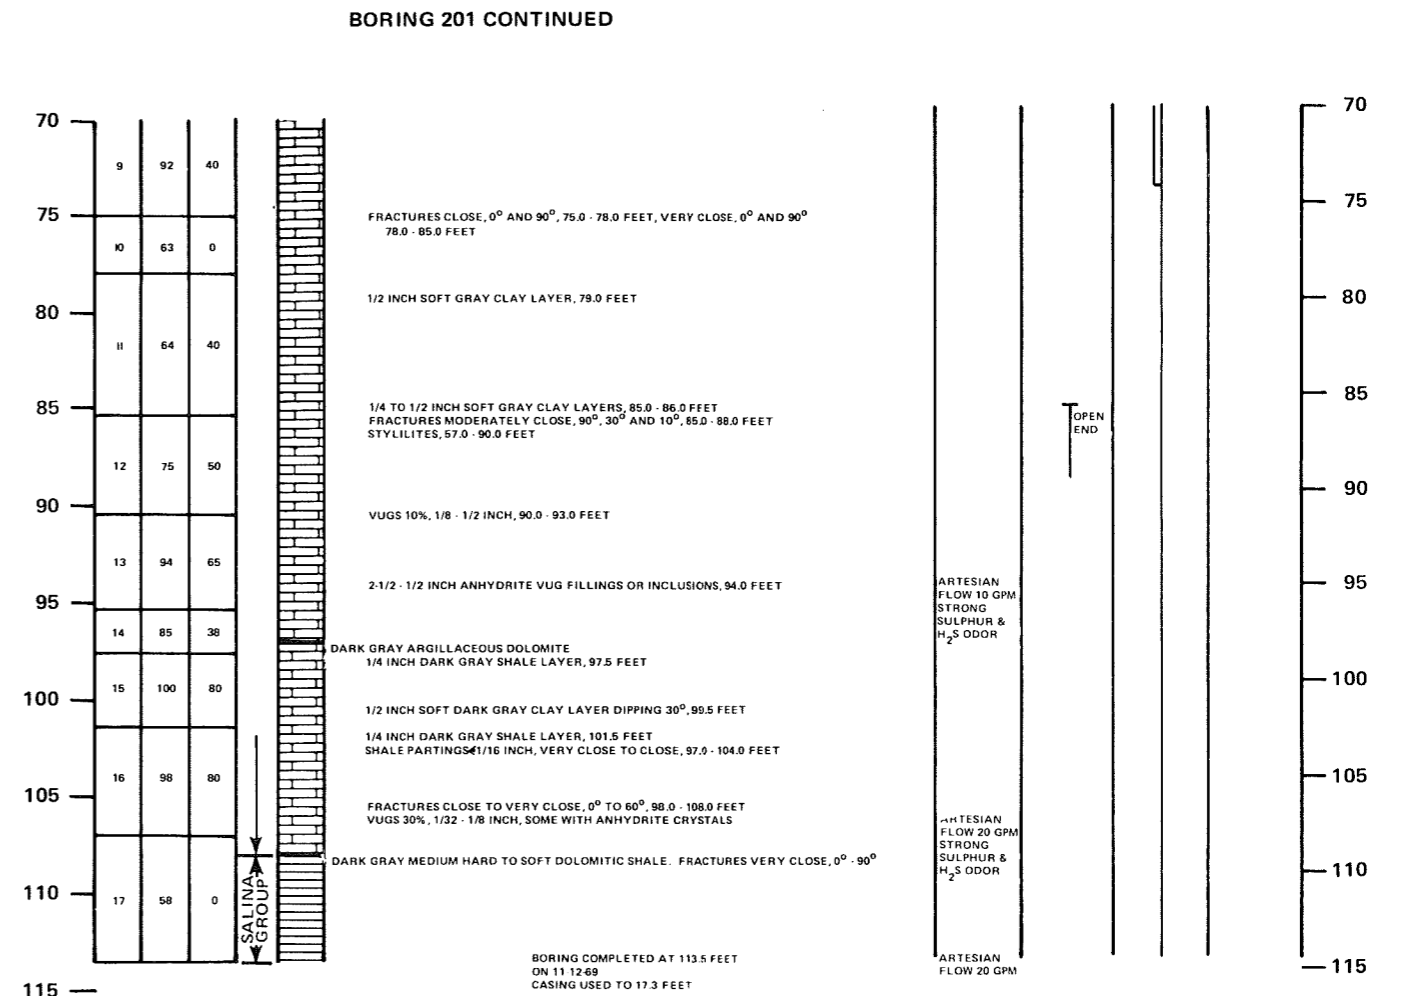 BORING 201 CONTINUED
70
9 92 40
75
10 63 0
80
11 64 40
85
12 75 50
90
13 94 65
95
14 85 38
100
15 100 80
16 98 80
105
110
17 58 0
115
SALINA
GROUP
FRACTURES CLOSE, 0° AND 90°, 75.0 - 78.0 FEET, VERY CLOSE, 0° AND 90°
78.0 - 85.0 FEET
1/2 INCH SOFT GRAY CLAY LAYER, 79.0 FEET
1/4 TO 1/2 INCH SOFT GRAY CLAY LAYERS, 85.0 - 86.0 FEET
FRACTURES MODERATELY CLOSE, 90°, 30° AND 10°, 85.0 - 88.0 FEET
STYLILITES, 57.0 - 90.0 FEET
VUGS 10%, 1/8 - 1/2 INCH, 90.0 - 93.0 FEET
2-1/2 - 1/2 INCH ANHYDRITE VUG FILLINGS OR INCLUSIONS, 94.0 FEET
DARK GRAY ARGILLACEOUS DOLOMITE
1/4 INCH DARK GRAY SHALE LAYER, 97.5 FEET
1/2 INCH SOFT DARK GRAY CLAY LAYER DIPPING 30°, 99.5 FEET
1/4 INCH DARK GRAY SHALE LAYER, 101.5 FEET
SHALE PARTINGS<1/16 INCH, VERY CLOSE TO CLOSE, 97.0 - 104.0 FEET
FRACTURES CLOSE TO VERY CLOSE, 0° TO 60°, 98.0 - 108.0 FEET
VUGS 30%, 1/32 - 1/8 INCH, SOME WITH ANHYDRITE CRYSTALS
DARK GRAY MEDIUM HARD TO SOFT DOLOMITIC SHALE. FRACTURES VERY CLOSE, 0° - 90°
BORING COMPLETED AT 113.5 FEET
ON 11-12-69
CASING USED TO 17.3 FEET
ARTESIAN
FLOW 10 GPM
STRONG
SULPHUR &
H₂S ODOR
ARTESIAN
FLOW 20 GPM
STRONG
SULPHUR &
H₂S ODOR
ARTESIAN
FLOW 20 GPM
OPEN
END
70
75
80
85
90
95
100
105
110
115